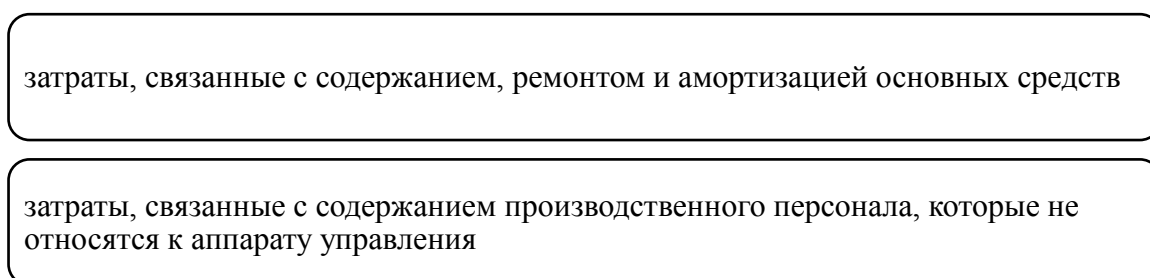 затраты, связанные с содержанием, ремонтом и амортизацией основных средств
затраты, связанные с содержанием производственного персонала, которые не
относятся к аппарату управления